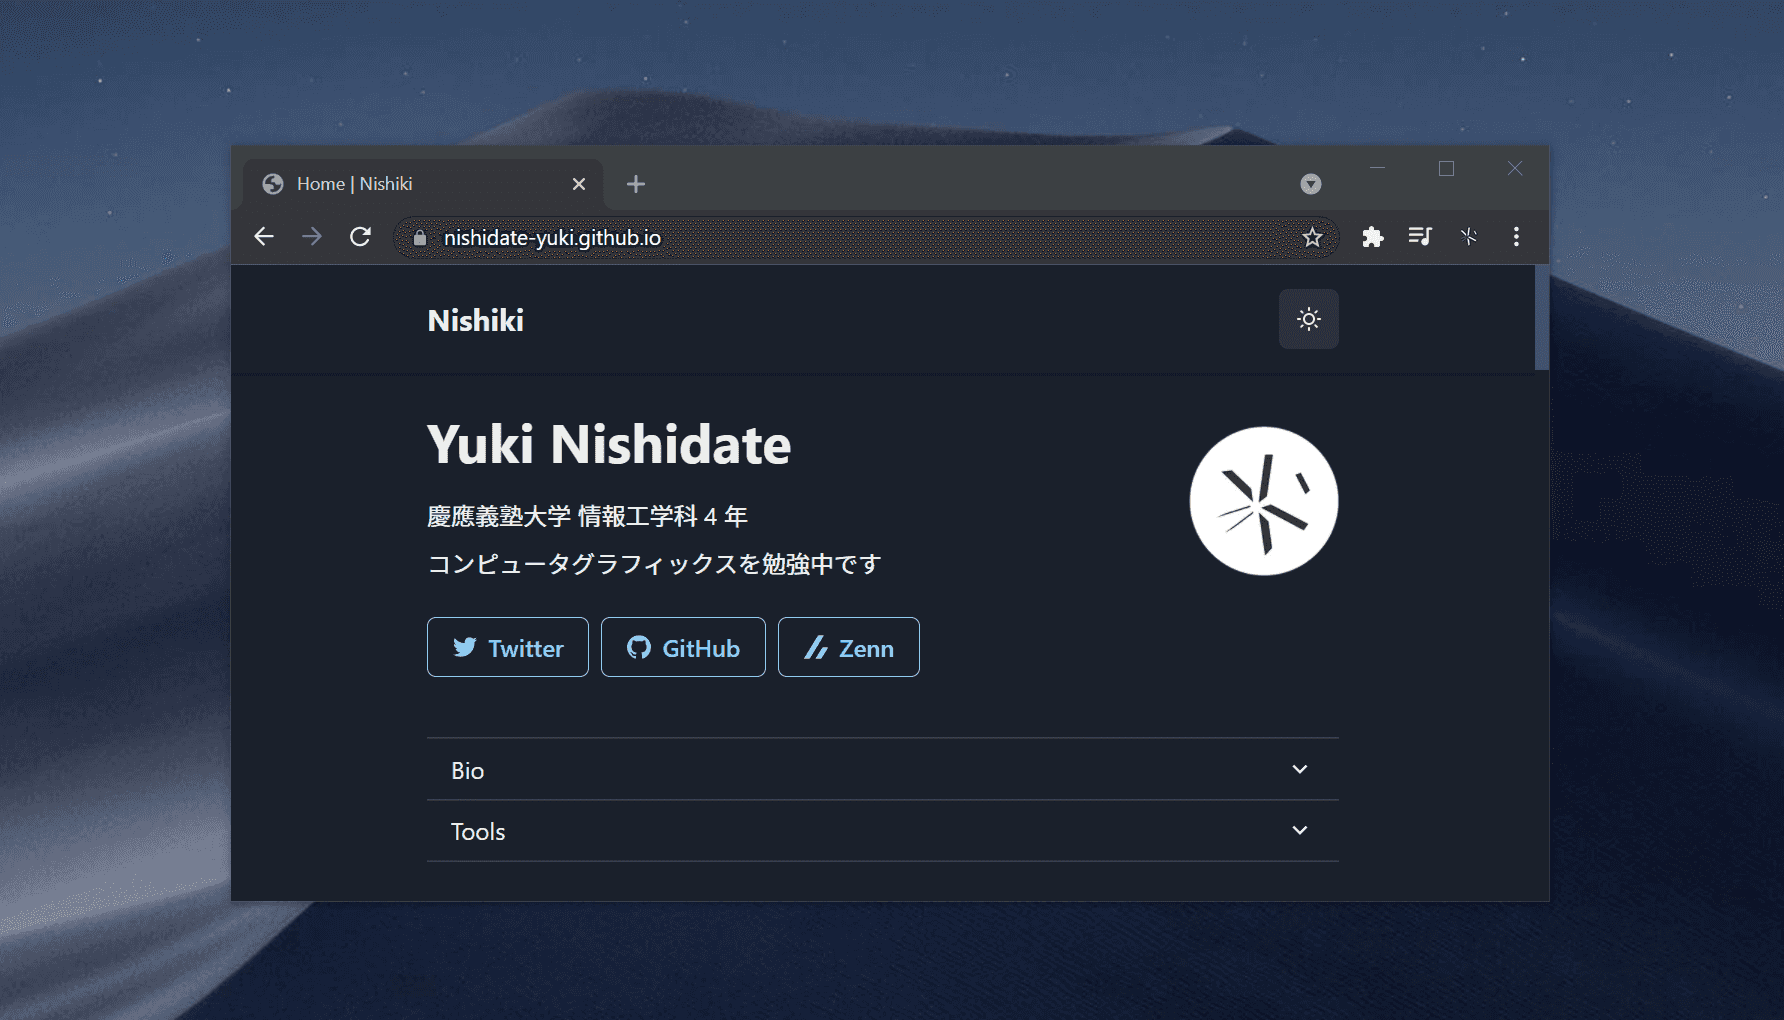 Home | Nishiki
nishidate-yuki.github.io
Nishiki
Yuki Nishidate
慶應義塾大学 情報工学科 4 年
コンピュータグラフィックスを勉強中です
Twitter
GitHub
Zenn
Bio
Tools